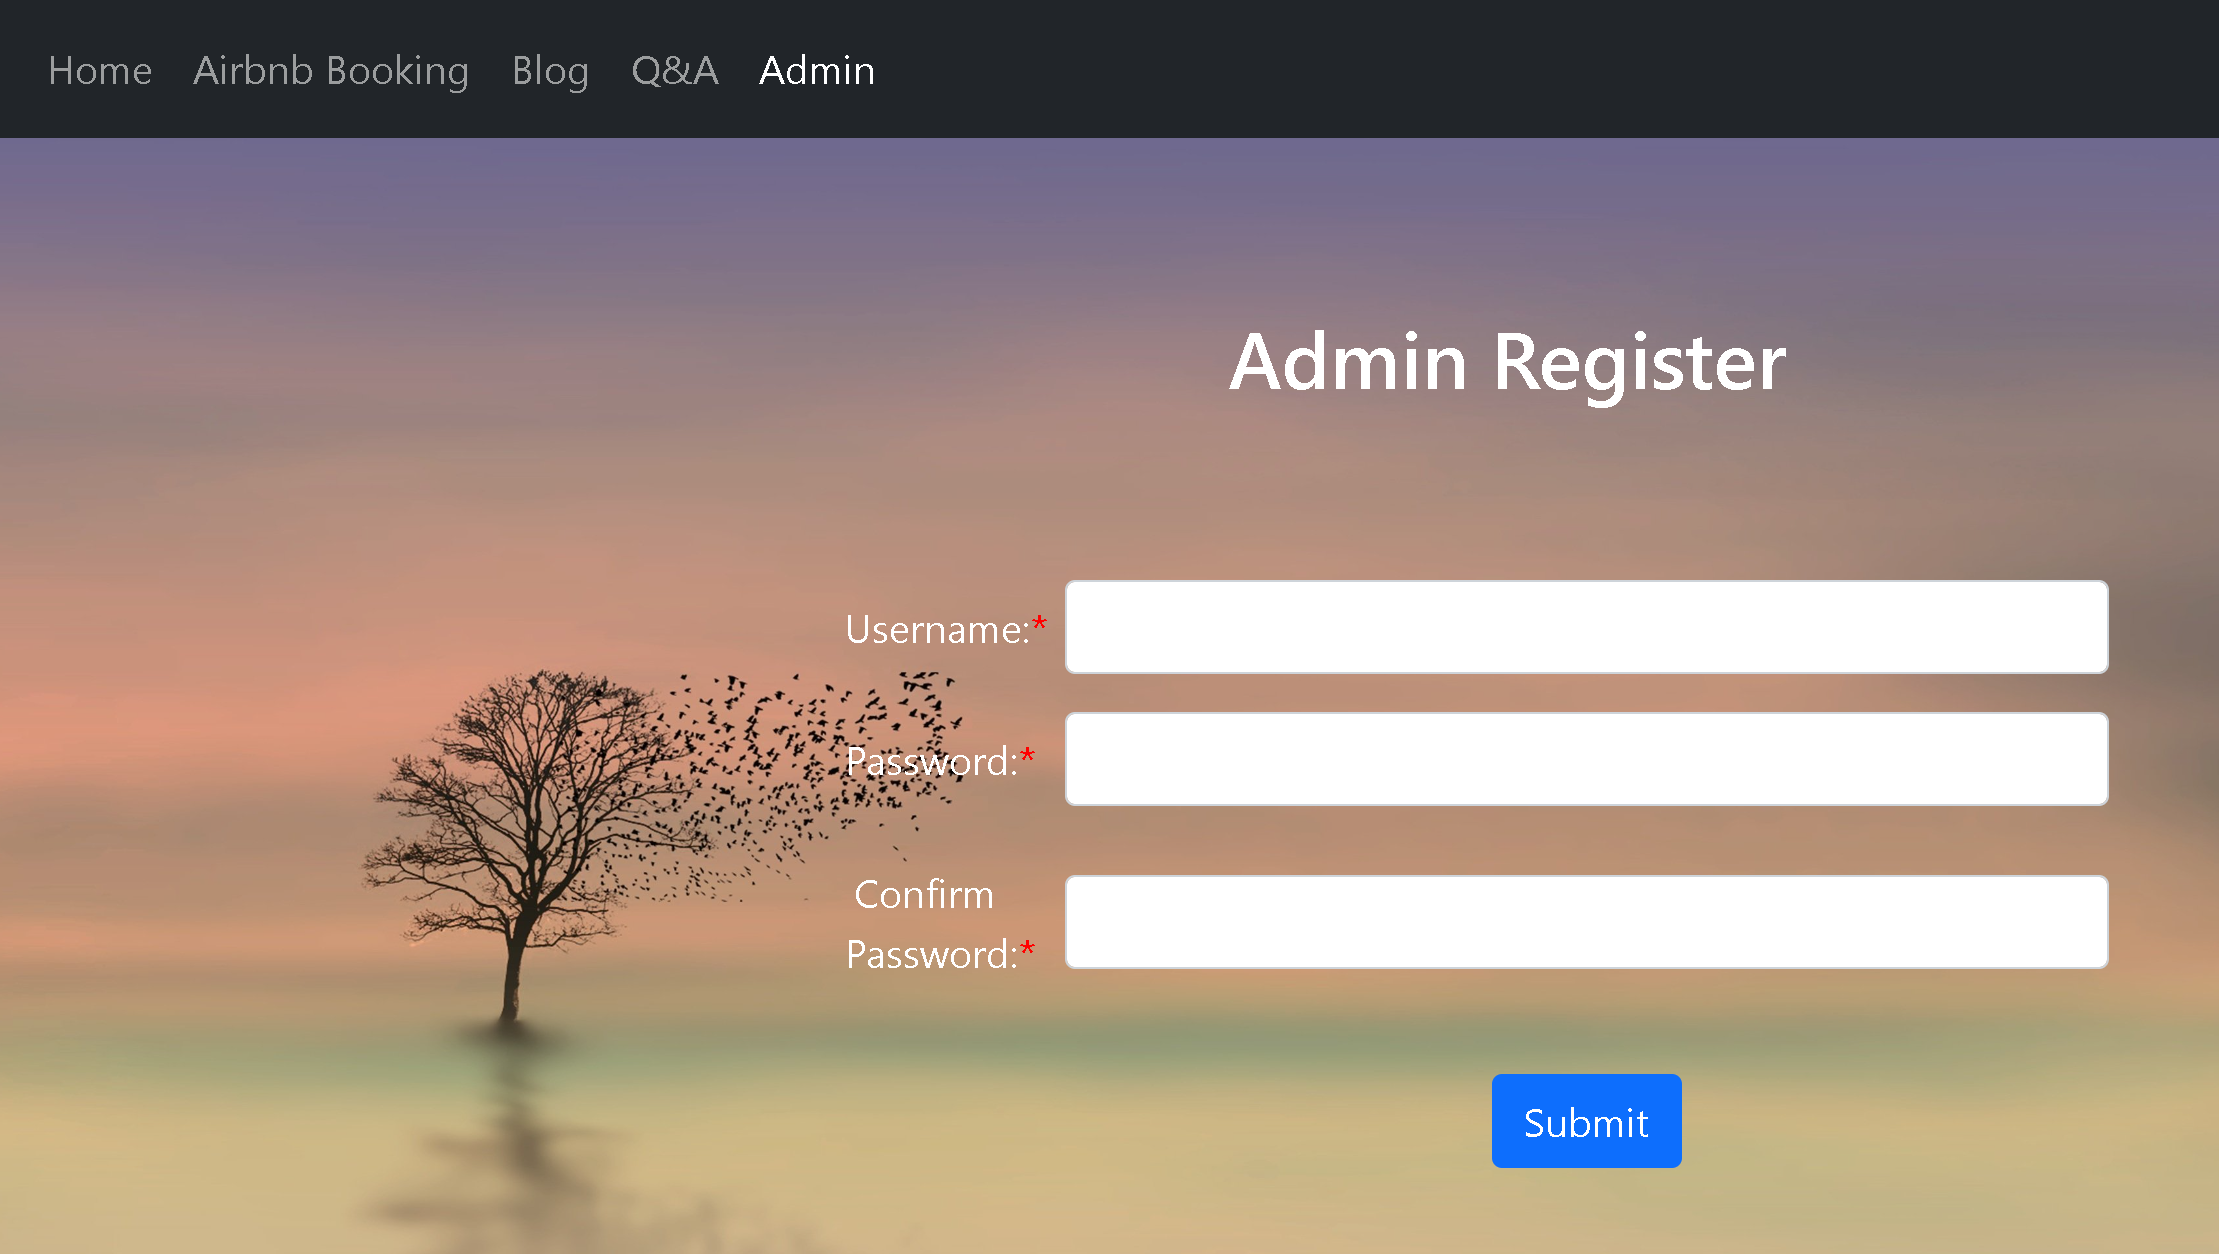 Home Airbnb Booking Blog Q&A Admin
Admin Register
Username:*
Password:*
Confirm
Password:*
Submit